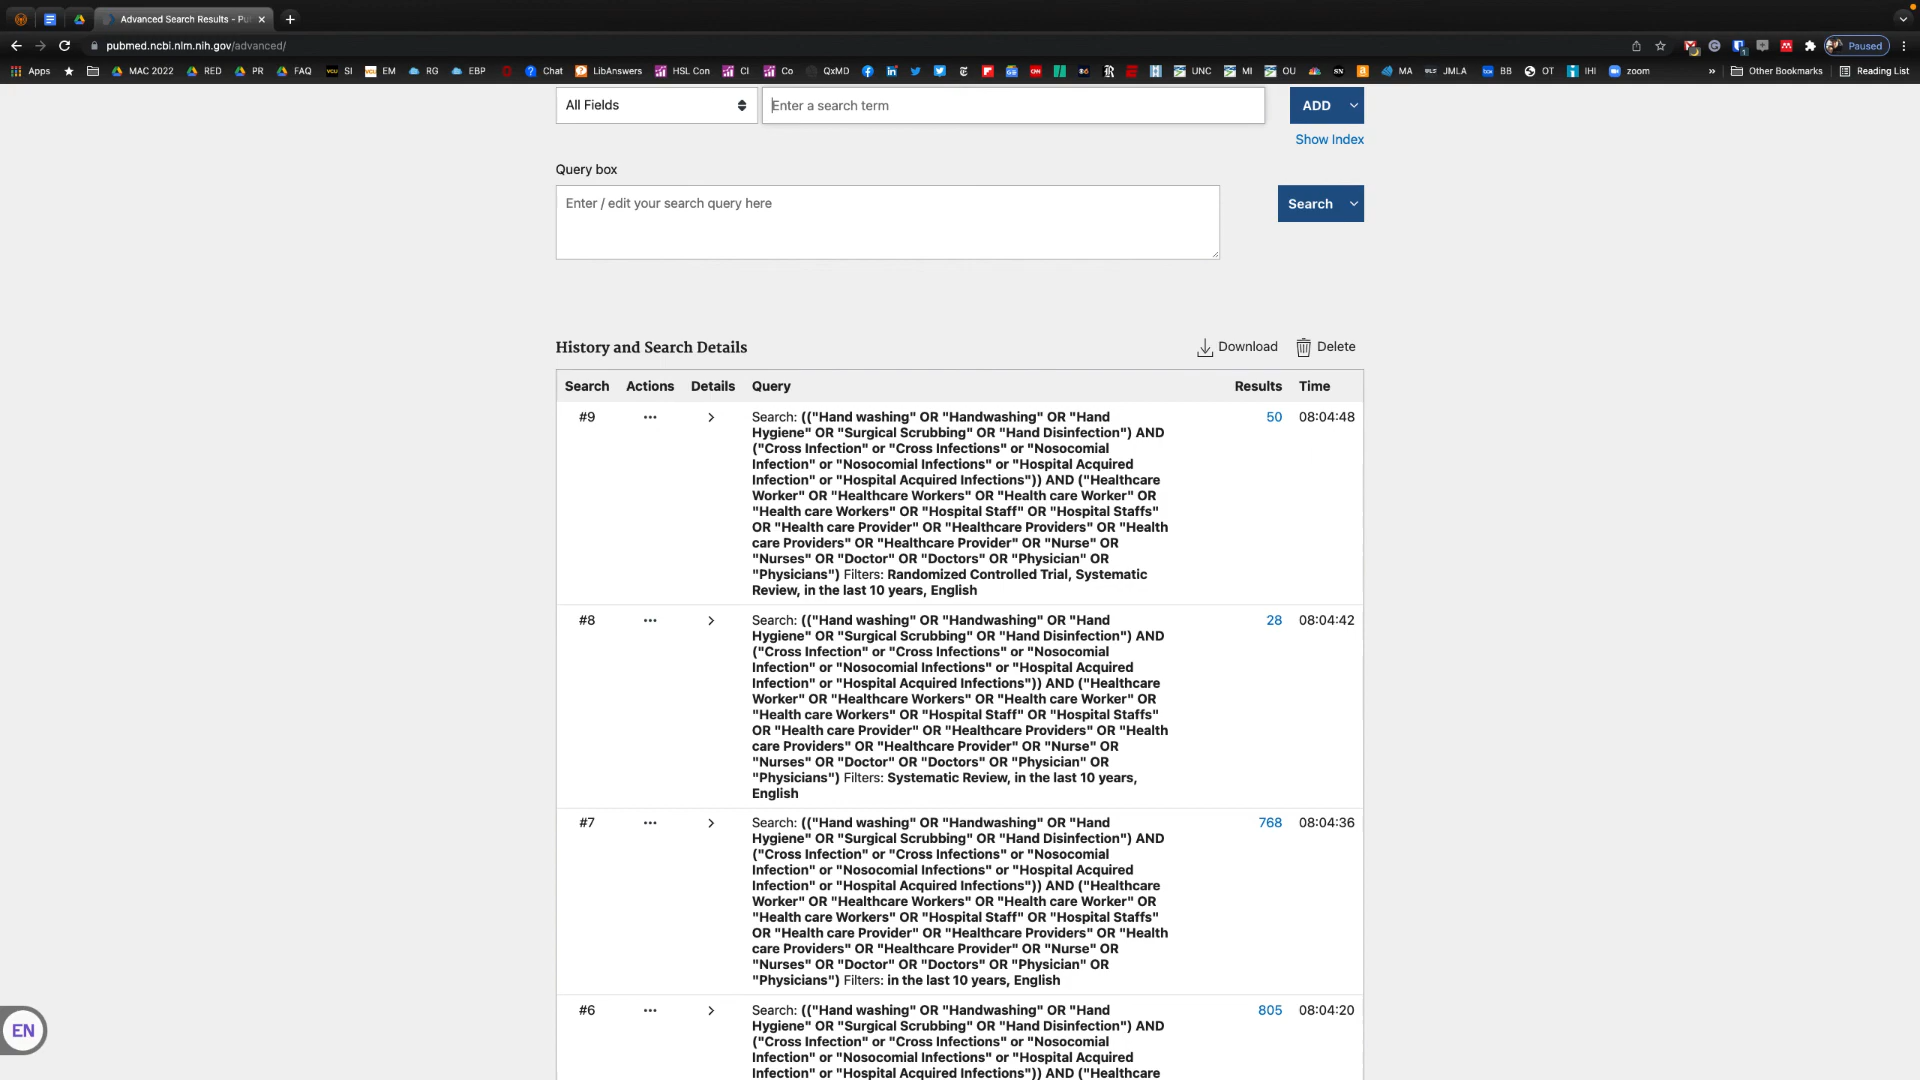 Advanced Search Results - Pu
pubmed.ncbi.nlm.nih.gov/advanced/
Paused
Apps MAC 2022 RED PR FAQ SI EM RG EBP Chat LibAnswers HSL Con CI Co QxMD UNC MI OU MA JMLA BB OT IHI zoom » Other Bookmarks Reading List
All Fields Enter a search term ADD
Show Index
Query box
Enter / edit your search query here Search
History and Search Details Download Delete
Search Actions Details Query Results Time
#9 Search: (("Hand washing" OR "Handwashing" OR "Hand 50 08:04:48
Hygiene" OR "Surgical Scrubbing" OR "Hand Disinfection") AND
("Cross Infection" or "Cross Infections" or "Nosocomial
Infection" or "Nosocomial Infections" or "Hospital Acquired
Infection" or "Hospital Acquired Infections")) AND ("Healthcare
Worker" OR "Healthcare Workers" OR "Health care Worker" OR
"Health care Workers" OR "Hospital Staff" OR "Hospital Staffs"
OR "Health care Provider" OR "Healthcare Providers" OR "Health
care Providers" OR "Healthcare Provider" OR "Nurse" OR
"Nurses" OR "Doctor" OR "Doctors" OR "Physician" OR
"Physicians") Filters: Randomized Controlled Trial, Systematic
Review, in the last 10 years, English
#8 Search: (("Hand washing" OR "Handwashing" OR "Hand 28 08:04:42
Hygiene" OR "Surgical Scrubbing" OR "Hand Disinfection") AND
("Cross Infection" or "Cross Infections" or "Nosocomial
Infection" or "Nosocomial Infections" or "Hospital Acquired
Infection" or "Hospital Acquired Infections")) AND ("Healthcare
Worker" OR "Healthcare Workers" OR "Health care Worker" OR
"Health care Workers" OR "Hospital Staff" OR "Hospital Staffs"
OR "Health care Provider" OR "Healthcare Providers" OR "Health
care Providers" OR "Healthcare Provider" OR "Nurse" OR
"Nurses" OR "Doctor" OR "Doctors" OR "Physician" OR
"Physicians") Filters: Systematic Review, in the last 10 years,
English
#7 Search: (("Hand washing" OR "Handwashing" OR "Hand 768 08:04:36
Hygiene" OR "Surgical Scrubbing" OR "Hand Disinfection") AND
("Cross Infection" or "Cross Infections" or "Nosocomial
Infection" or "Nosocomial Infections" or "Hospital Acquired
Infection" or "Hospital Acquired Infections")) AND ("Healthcare
Worker" OR "Healthcare Workers" OR "Health care Worker" OR
"Health care Workers" OR "Hospital Staff" OR "Hospital Staffs"
OR "Health care Provider" OR "Healthcare Providers" OR "Health
care Providers" OR "Healthcare Provider" OR "Nurse" OR
"Nurses" OR "Doctor" OR "Doctors" OR "Physician" OR
"Physicians") Filters: in the last 10 years, English
#6 Search: (("Hand washing" OR "Handwashing" OR "Hand 805 08:04:20
Hygiene" OR "Surgical Scrubbing" OR "Hand Disinfection") AND
("Cross Infection" or "Cross Infections" or "Nosocomial
Infection" or "Nosocomial Infections" or "Hospital Acquired
Infection" or "Hospital Acquired Infections")) AND ("Healthcare
EN